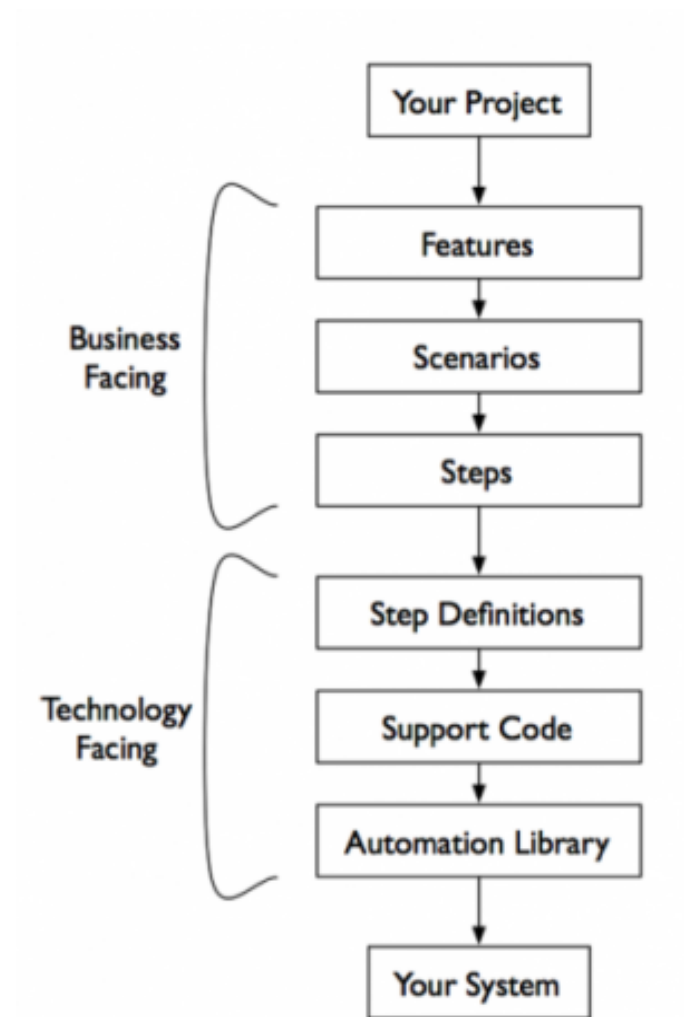 Your Project
Features
Business
Facing
Scenarios
Steps
Step Definitions
Technology
Facing
Support Code
Automation Library
Your System